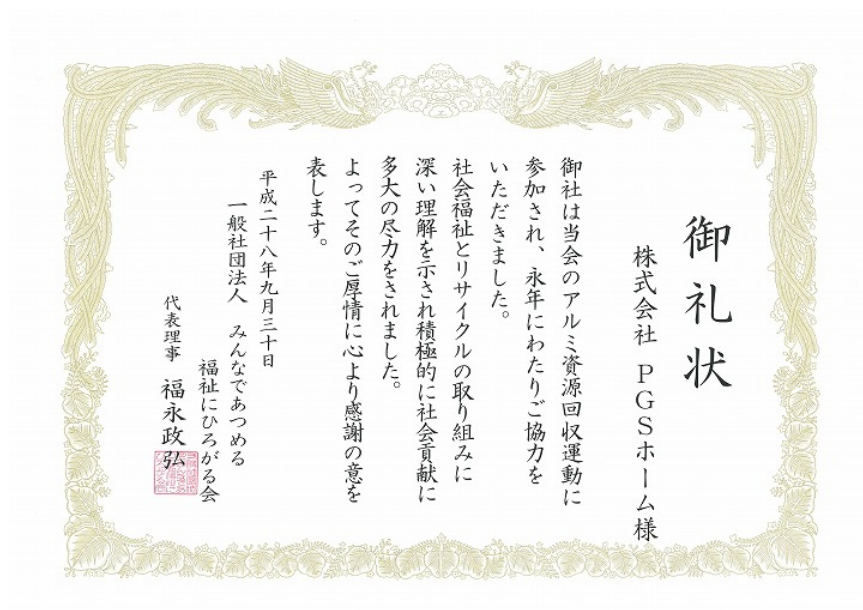 御礼状
株式会社 PGSホーム様
御社は当会のアルミ資源回収運動に
参加され、永年にわたりご協力を
いただきました。
社会福祉とリサイクルの取り組みに
深い理解を示され積極的に社会貢献に
多大の尽力をされました。
よってそのご厚情に心より感謝の意を
表します。
平成二十八年九月三十日
一般社団法人 みんなであつめる
福祉にひろがる会
代表理事 福永政弘